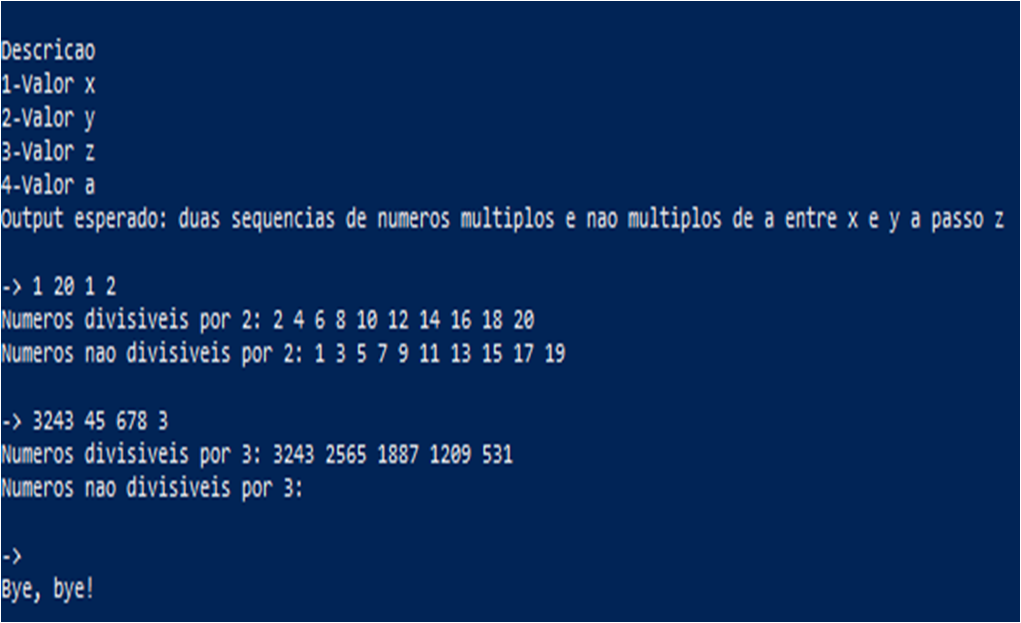 Descricao
1-Valor x
2-Valor y
3-Valor z
4-Valor a
Output esperado: duas sequencias de numeros multiplos e nao multiplos de a entre x e y a passo z
-> 1 20 1 2
Numeros divisiveis por 2: 2 4 6 8 10 12 14 16 18 20
Numeros nao divisiveis por 2: 1 3 5 7 9 11 13 15 17 19
-> 3243 45 678 3
Numeros divisiveis por 3: 3243 2565 1887 1209 531
Numeros nao divisiveis por 3:
->
Bye, bye!